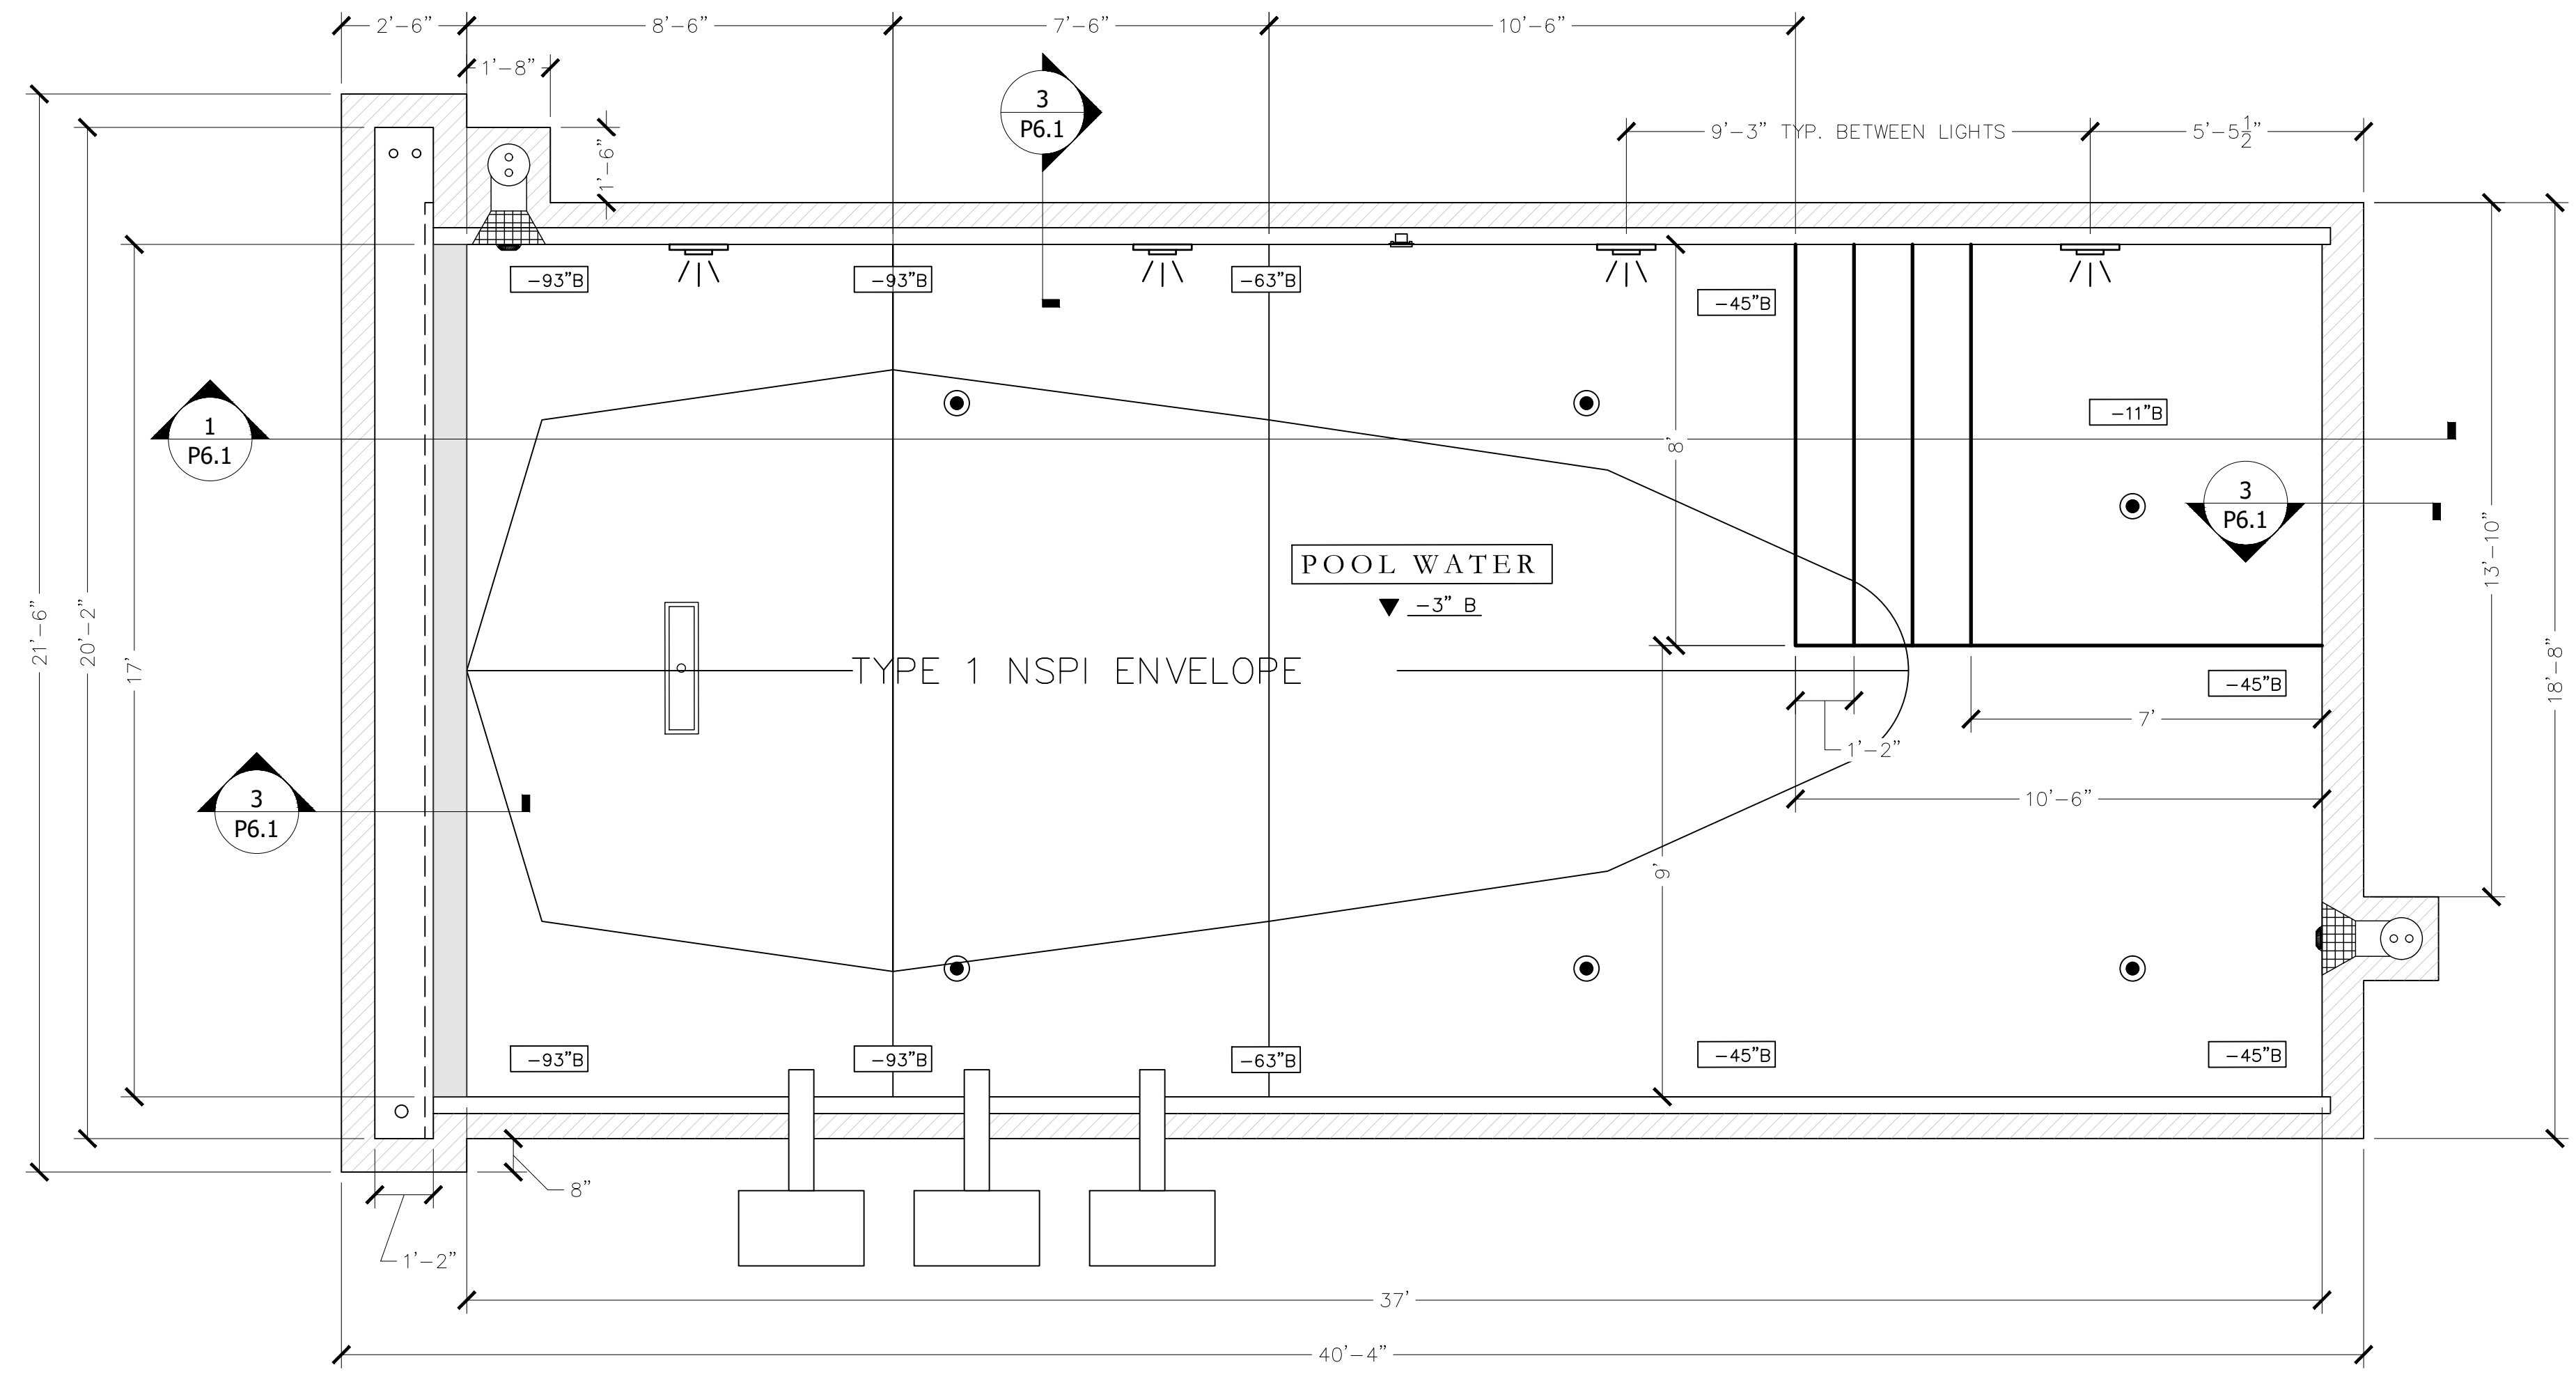 2'-6" 8'-6" 7'-6" 10'-6"
1'-8"
3
P6.1
9'-3" TYP. BETWEEN LIGHTS 5'-5½"
1'-6"
-93"B -93"B -63"B
-45"B
-11"B
1
P6.1
8'
3
P6.1
13'-10"
POOL WATER
-3" B
21'-6"
20'-2"
17'
TYPE 1 NSPI ENVELOPE
-45"B
18'-8"
7'
1'-2"
10'-6"
3
P6.1
9'
-93"B -93"B -63"B -45"B -45"B
8"
1'-2"
37'
40'-4"